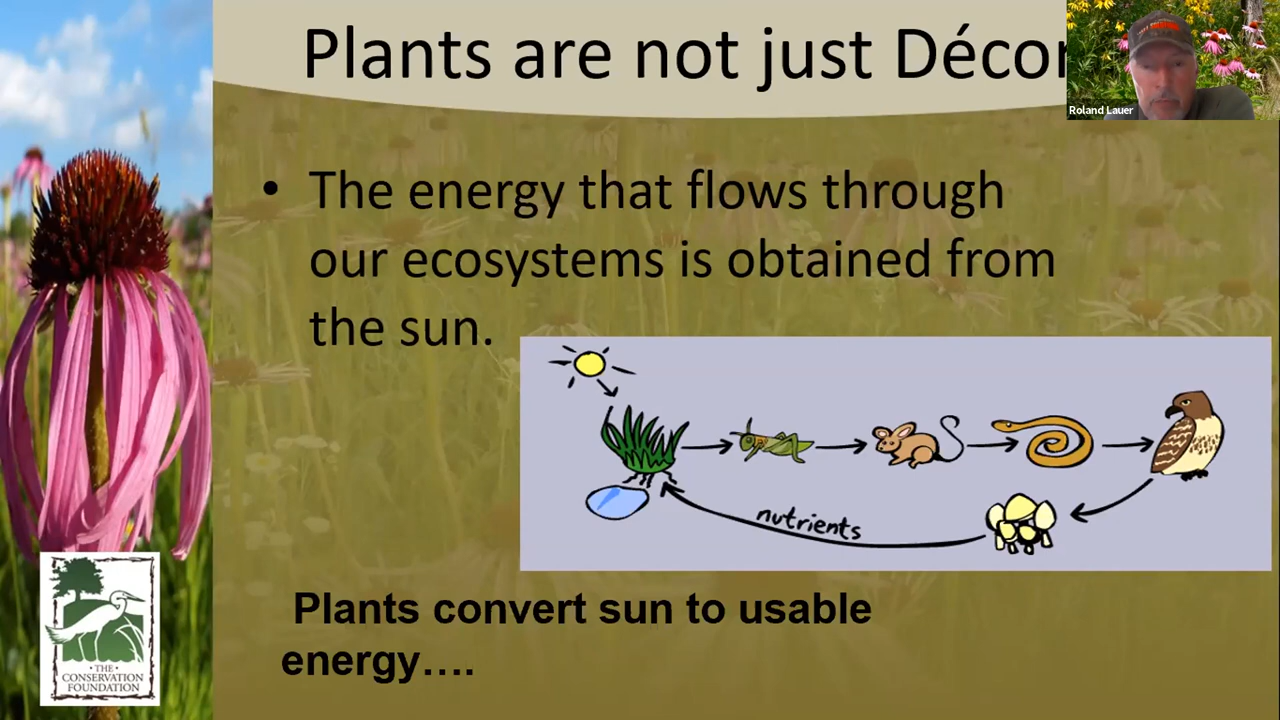 Plants are not just Décor
Roland Lauer
• The energy that flows through
our ecosystems is obtained from
the sun.
nutrients
Plants convert sun to usable
energy….
• THE •
CONSERVATION
FOUNDATION